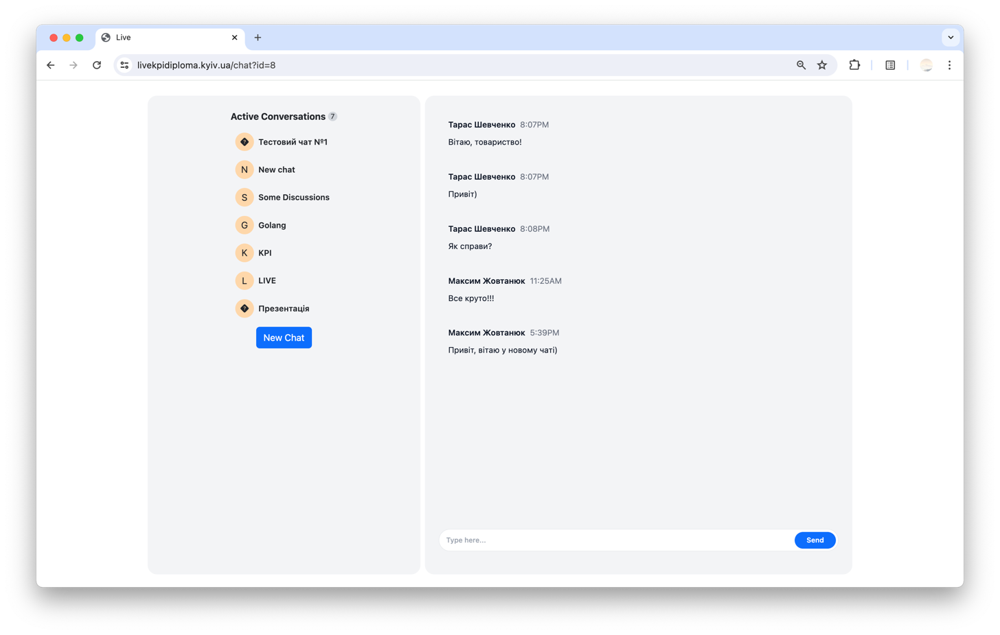 Live
livekpidiploma.kyiv.ua/chat?id=8
Active Conversations 7
Тестовий чат №1
N New chat
S Some Discussions
G Golang
K KPI
L LIVE
Презентація
New Chat
Тарас Шевченко 8:07PM
Вітаю, товариство!
Тарас Шевченко 8:07PM
Привіт)
Тарас Шевченко 8:08PM
Як справи?
Максим Жовтанюк 11:25AM
Все круто!!!
Максим Жовтанюк 5:39PM
Привіт, вітаю у новому чаті)
Type here...
Send